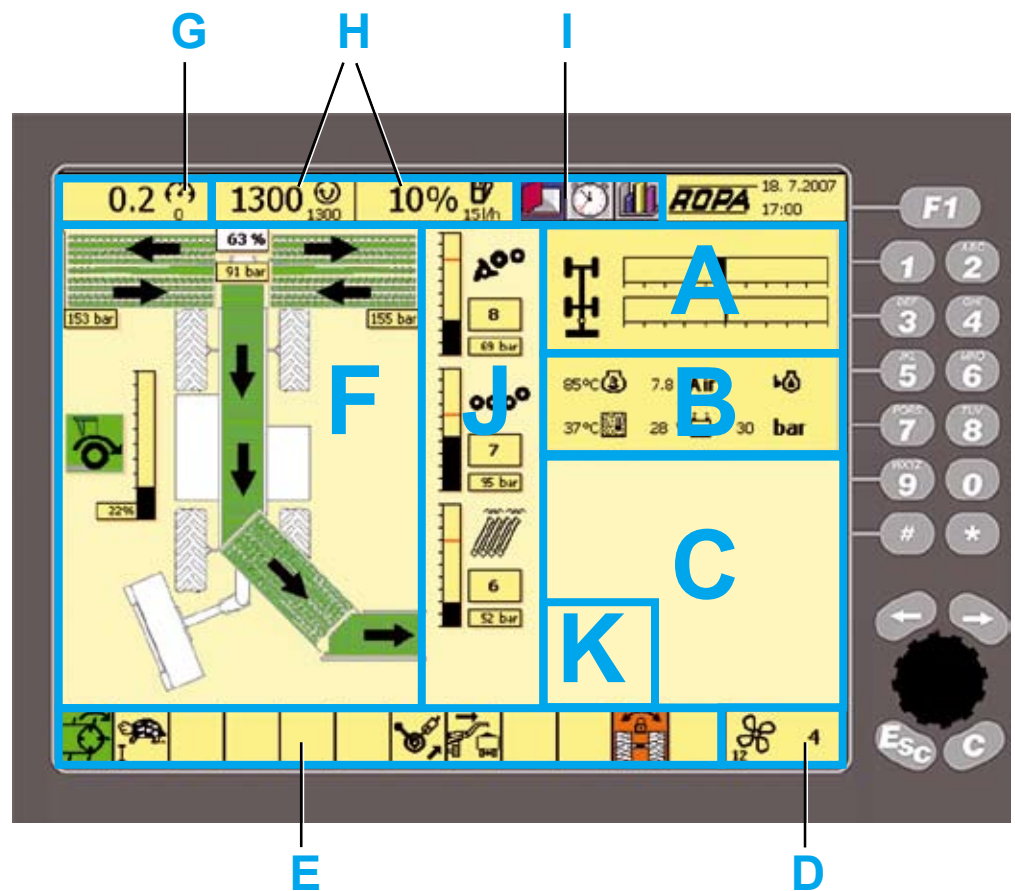 G H I
0.2 0
1300 1300
10% 15 l/h
ROPA 18. 7.2007
17:00
F1
63 %
91 bar
153 bar
155 bar
22%
F
8
69 bar
7
95 bar
6
52 bar
J
A
85°C 7.8 Air
37°C 28 30 bar
B
C
K
12 4
E D
1 ABC 2
DEF 3 GHI 4
JKL 5 MNO 6
PQRS 7 TUV 8
WXYZ 9 0
# *
Esc C